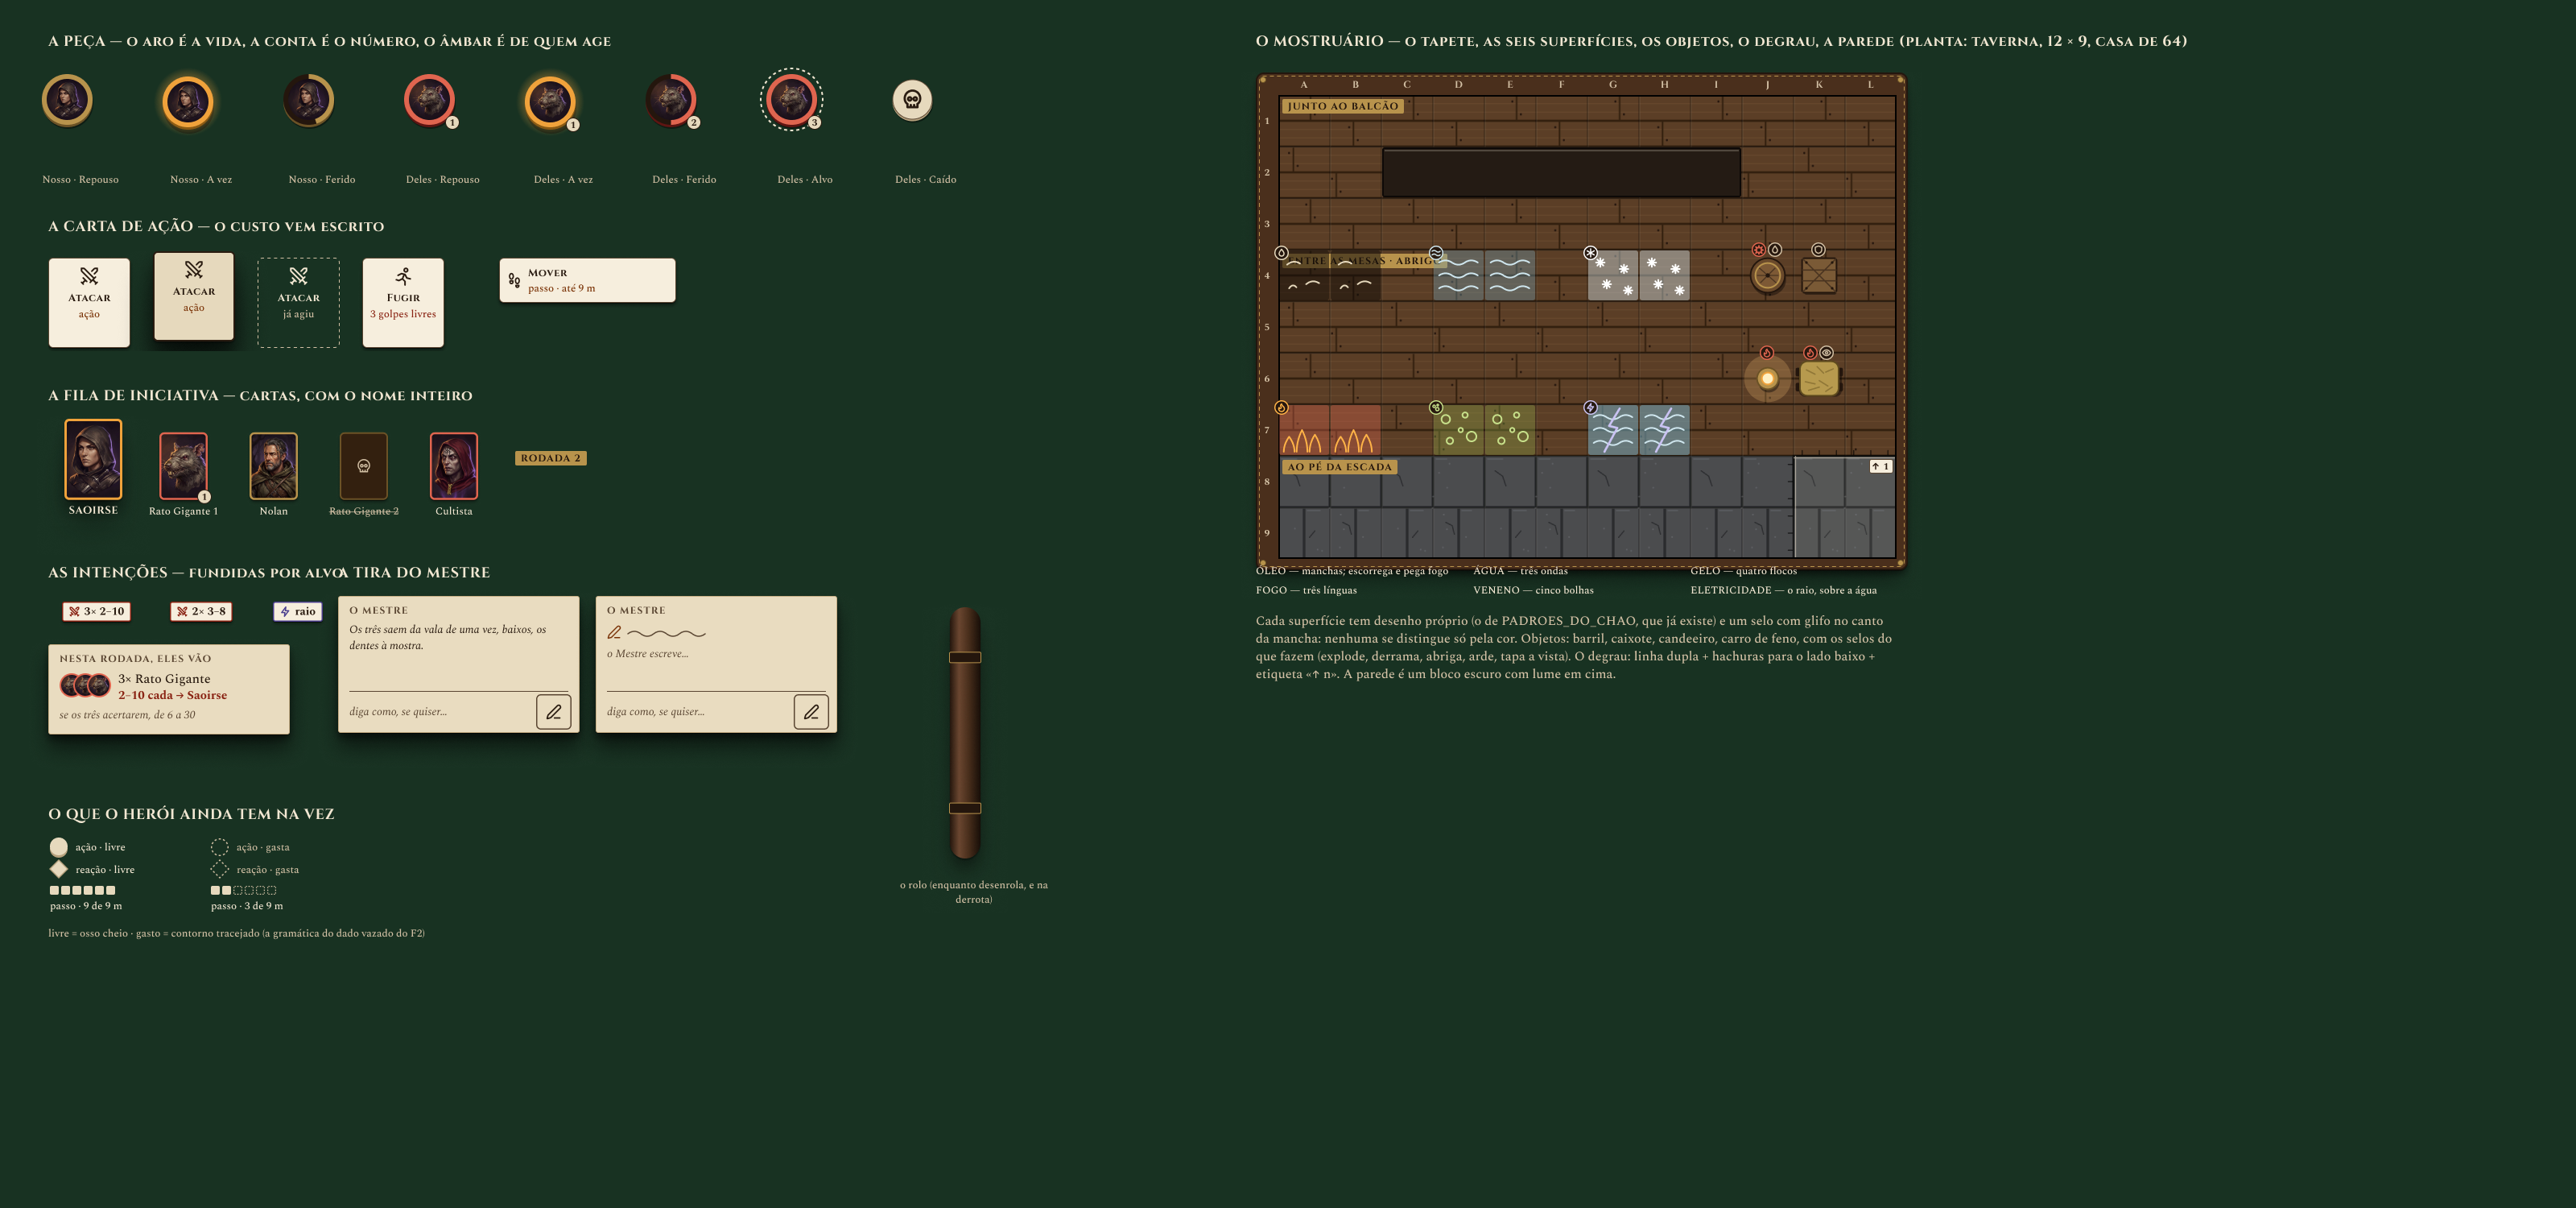 A PEÇA — O ARO É A VIDA, A CONTA É O NÚMERO, O ÂMBAR É DE QUEM AGE
1
1
2
3
Nosso · Repouso
Nosso · A vez
Nosso · Ferido
Deles · Repouso
Deles · A vez
Deles · Ferido
Deles · Alvo
Deles · Caído
A CARTA DE AÇÃO — O CUSTO VEM ESCRITO
ATACAR
ação
ATACAR
ação
ATACAR
já agiu
FUGIR
3 golpes livres
MOVER
passo · até 9 m
A FILA DE INICIATIVA — CARTAS, COM O NOME INTEIRO
1
RODADA 2
SAOIRSE
Rato Gigante 1
Nolan
Rato Gigante 2
Cultista
AS INTENÇÕES — FUNDIDAS POR ALVO
3× 2–10
2× 3–8
raio
NESTA RODADA, ELES VÃO
3× Rato Gigante
2–10 cada → Saoirse
se os três acertarem, de 6 a 30
A TIRA DO MESTRE
O MESTRE
Os três saem da vala de uma vez, baixos, os
dentes à mostra.
diga como, se quiser...
O MESTRE
o Mestre escreve...
diga como, se quiser...
o rolo (enquanto desenrola, e na
derrota)
O QUE O HERÓI AINDA TEM NA VEZ
ação · livre
ação · gasta
reação · livre
reação · gasta
passo · 9 de 9 m
passo · 3 de 9 m
livre = osso cheio · gasto = contorno tracejado (a gramática do dado vazado do F2)
O MOSTRUÁRIO — O TAPETE, AS SEIS SUPERFÍCIES, OS OBJETOS, O DEGRAU, A PAREDE (PLANTA: TAVERNA, 12 × 9, CASA DE 64)
A B C D E F G H I J K L
JUNTO AO BALCÃO
1
2
3
ENTRE AS MESAS · ABRIGO
4
5
6
7
AO PÉ DA ESCADA
↑ 1
8
9
ÓLEO — manchas; escorrega e pega fogo
ÁGUA — três ondas
GELO — quatro flocos
FOGO — três línguas
VENENO — cinco bolhas
ELETRICIDADE — o raio, sobre a água
Cada superfície tem desenho próprio (o de PADROES_DO_CHAO, que já existe) e um selo com glifo no canto
da mancha: nenhuma se distingue só pela cor. Objetos: barril, caixote, candeeiro, carro de feno, com os selos do
que fazem (explode, derrama, abriga, arde, tapa a vista). O degrau: linha dupla + hachuras para o lado baixo +
etiqueta «↑ n». A parede é um bloco escuro com lume em cima.